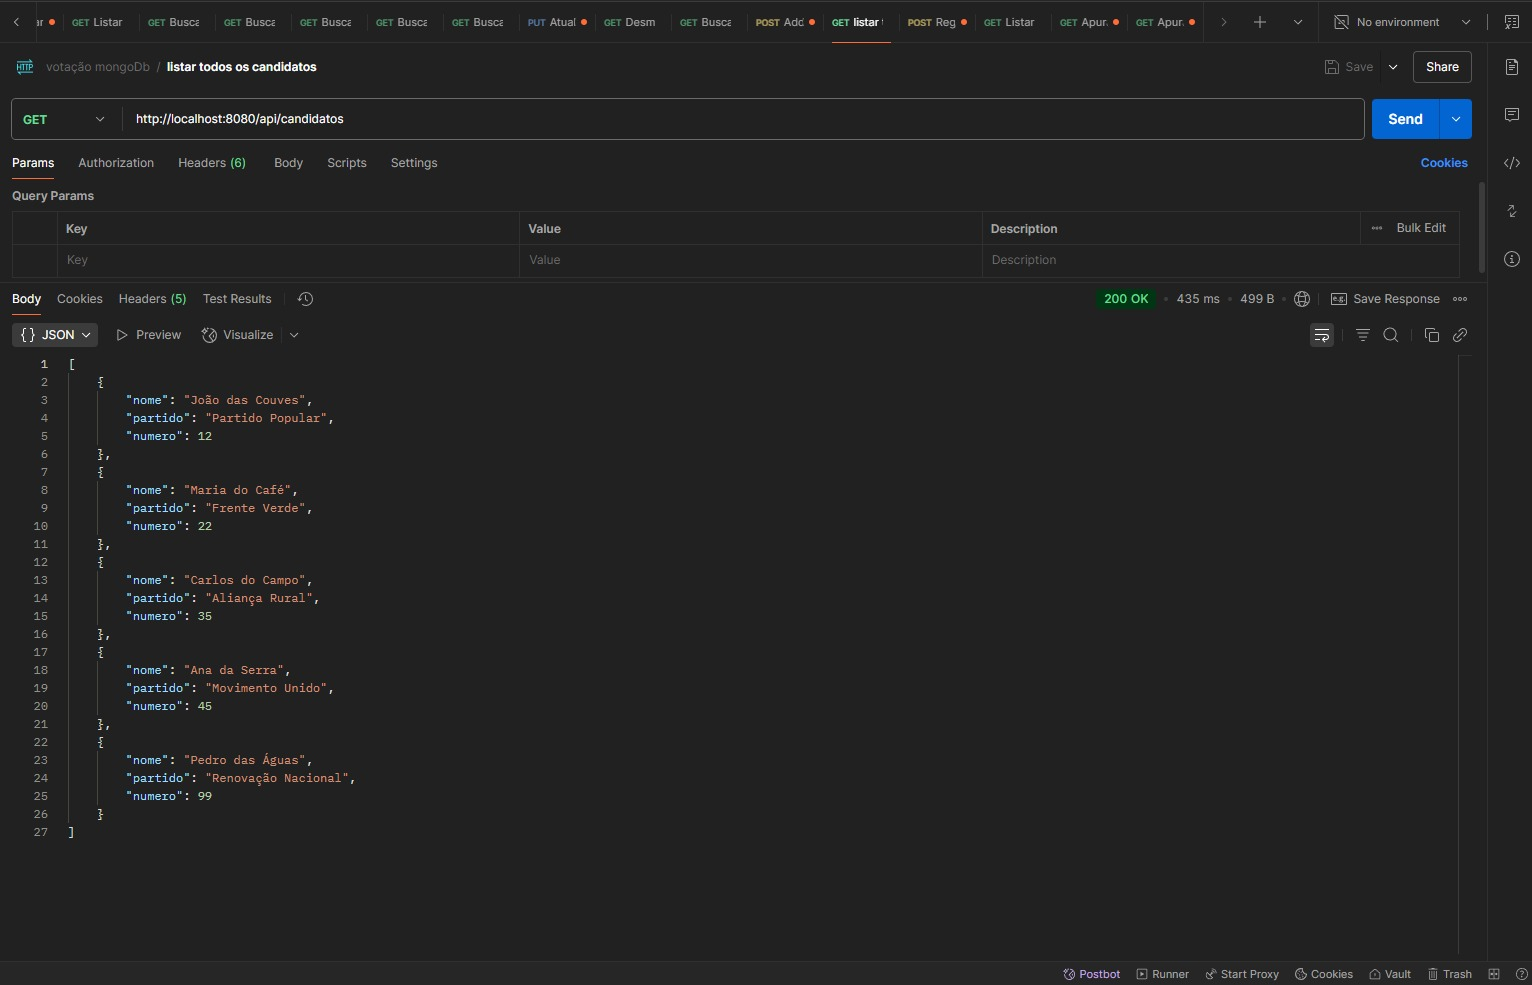 ar GET Listar GET Busca GET Busca GET Busca GET Busca GET Busca PUT Atual GET Desm GET Busca POST Add GET listar POST Reg GET Listar GET Apur. GET Apur. No environment
HTTP votação mongoDb / listar todos os candidatos Save Share
GET http://localhost:8080/api/candidatos Send
Params Authorization Headers (6) Body Scripts Settings Cookies
Query Params
Key Value Description Bulk Edit
Key Value Description
Body Cookies Headers (5) Test Results 200 OK 435 ms 499 B e.g. Save Response
{} JSON Preview Visualize
1 [
2 {
3 "nome": "João das Couves",
4 "partido": "Partido Popular",
5 "numero": 12
6 },
7 {
8 "nome": "Maria do Café",
9 "partido": "Frente Verde",
10 "numero": 22
11 },
12 {
13 "nome": "Carlos do Campo",
14 "partido": "Aliança Rural",
15 "numero": 35
16 },
17 {
18 "nome": "Ana da Serra",
19 "partido": "Movimento Unido",
20 "numero": 45
21 },
22 {
23 "nome": "Pedro das Águas",
24 "partido": "Renovação Nacional",
25 "numero": 99
26 }
27 ]
Postbot Runner Start Proxy Cookies Vault Trash